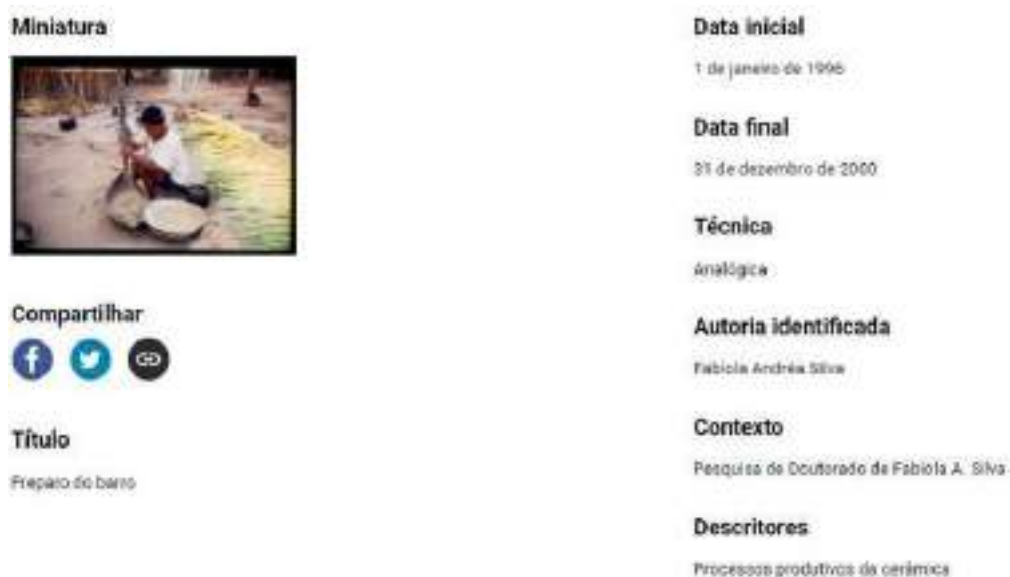 Miniatura
Compartilhar
Título
Preparo do barro
Data inicial
1 de janeiro de 1996
Data final
31 de dezembro de 2000
Técnica
Analógica
Autoria identificada
Fabíola Andréa Silva
Contexto
Pesquisa de Doutorado de Fabíola A. Silva
Descritores
Processos produtivos da cerâmica